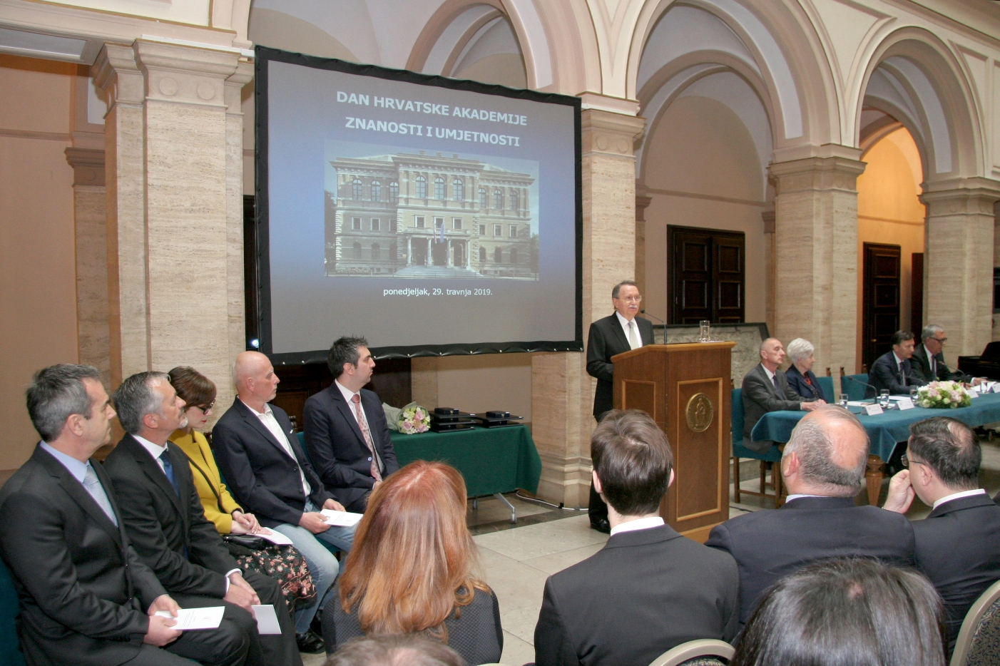 DAN HRVATSKE AKADEMIJE
ZNANOSTI I UMJETNOSTI
ponedjeljak, 29. travnja 2019.